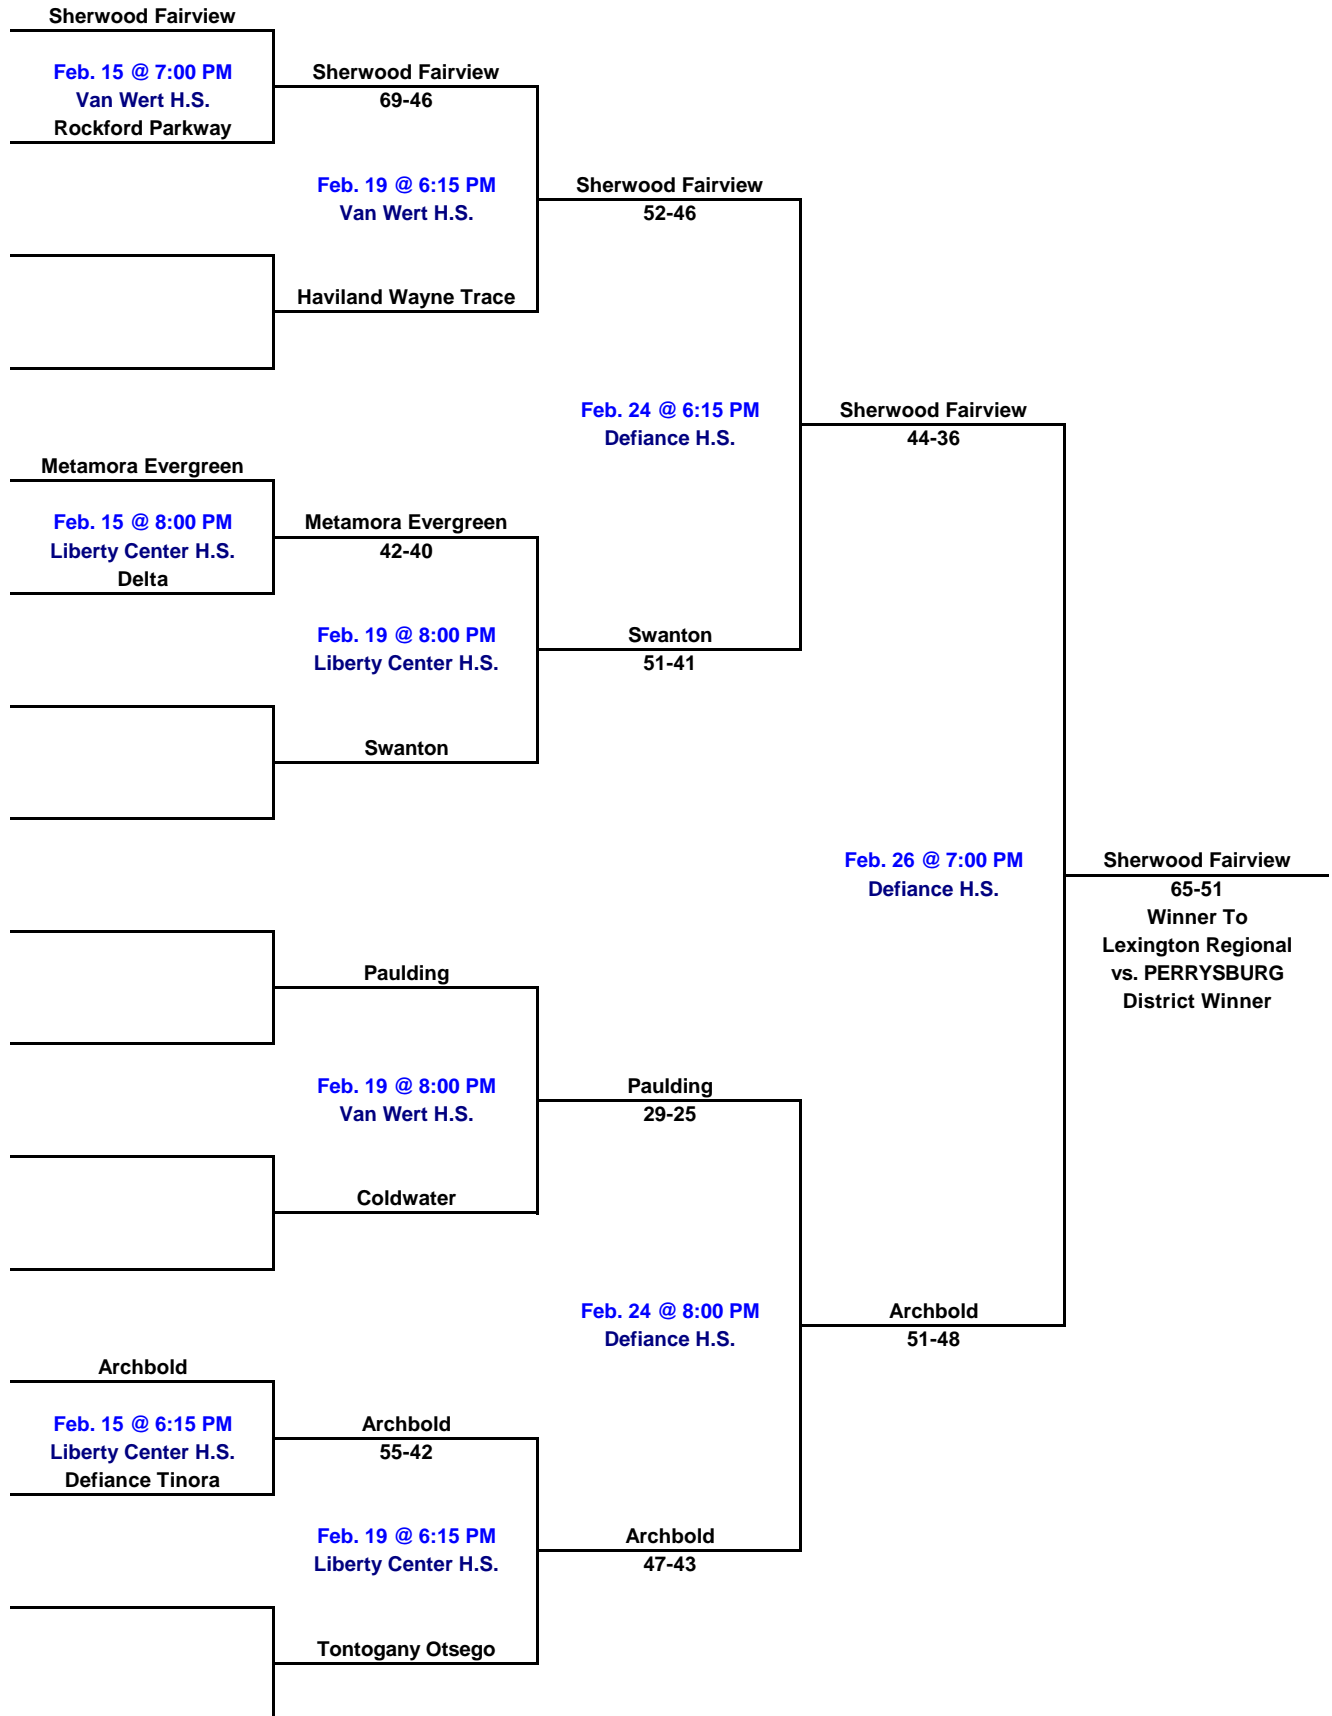 Sherwood Fairview
Feb. 15 @ 7:00 PM
Van Wert H.S.
Rockford Parkway
Sherwood Fairview
69-46
Feb. 19 @ 6:15 PM
Van Wert H.S.
Haviland Wayne Trace
Sherwood Fairview
52-46
Feb. 24 @ 6:15 PM
Defiance H.S.
Sherwood Fairview
44-36
Metamora Evergreen
Feb. 15 @ 8:00 PM
Liberty Center H.S.
Delta
Metamora Evergreen
42-40
Feb. 19 @ 8:00 PM
Liberty Center H.S.
Swanton
Swanton
51-41
Feb. 26 @ 7:00 PM
Defiance H.S.
Sherwood Fairview
65-51
Winner To
Lexington Regional
vs. PERRYSBURG
District Winner
Paulding
Feb. 19 @ 8:00 PM
Van Wert H.S.
Coldwater
Paulding
29-25
Feb. 24 @ 8:00 PM
Defiance H.S.
Archbold
51-48
Archbold
Feb. 15 @ 6:15 PM
Liberty Center H.S.
Defiance Tinora
Archbold
55-42
Feb. 19 @ 6:15 PM
Liberty Center H.S.
Tontogany Otsego
Archbold
47-43